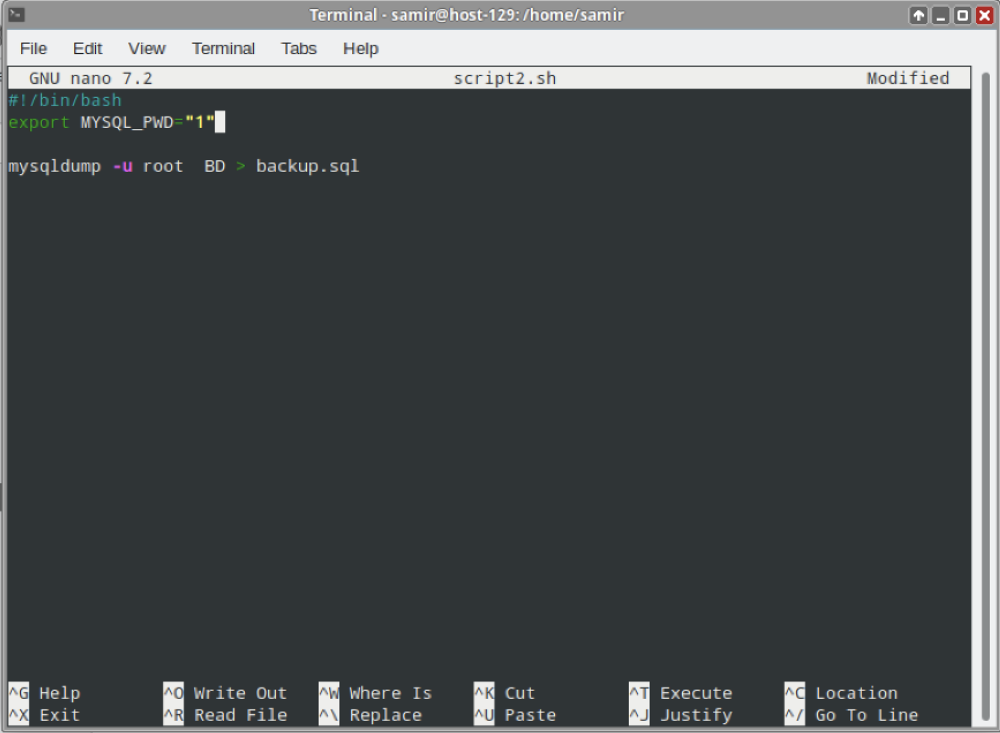 Terminal - samir@host-129: /home/samir
File Edit View Terminal Tabs Help
GNU nano 7.2 script2.sh Modified
#!/bin/bash
export MYSQL_PWD="1"
mysqldump -u root  BD > backup.sql
^G Help ^O Write Out ^W Where Is ^K Cut ^T Execute ^C Location
^X Exit ^R Read File ^\ Replace ^U Paste ^J Justify ^/ Go To Line